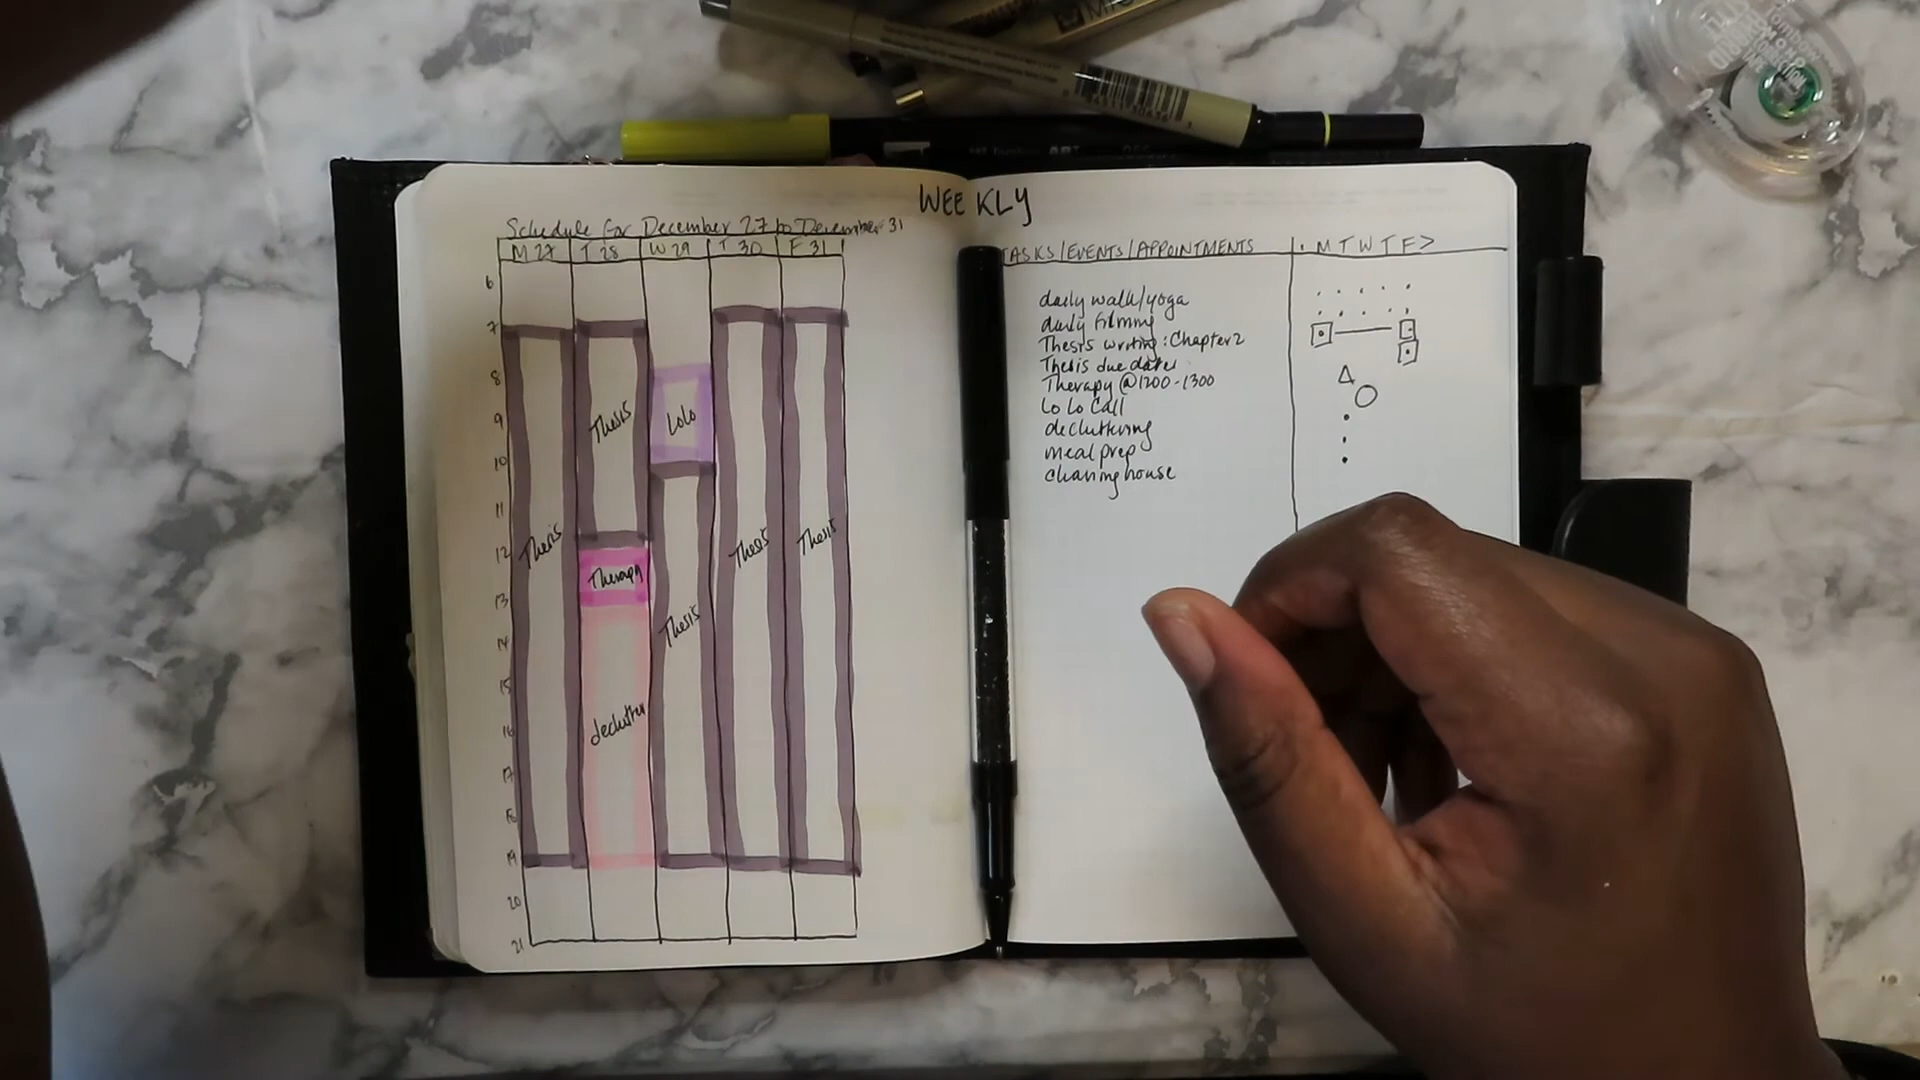 WEEKLY
Schedule for December 27 to December 31
M 27 T 28 W 29 T 30 F 31
6
7
8
9
10
11
12
13
14
15
16
17
18
19
20
21
Thesis
Thesis
Therapy
declutter
LoLo
Thesis
Thesis
Thesis
TASKS/EVENTS/APPOINTMENTS . M T W T F >
daily walk/yoga
daily filming
Thesis writing: Chapter 2
Thesis due date
Therapy @1200-1300
Lo Lo Call
decluttering
meal prep
cleaning house